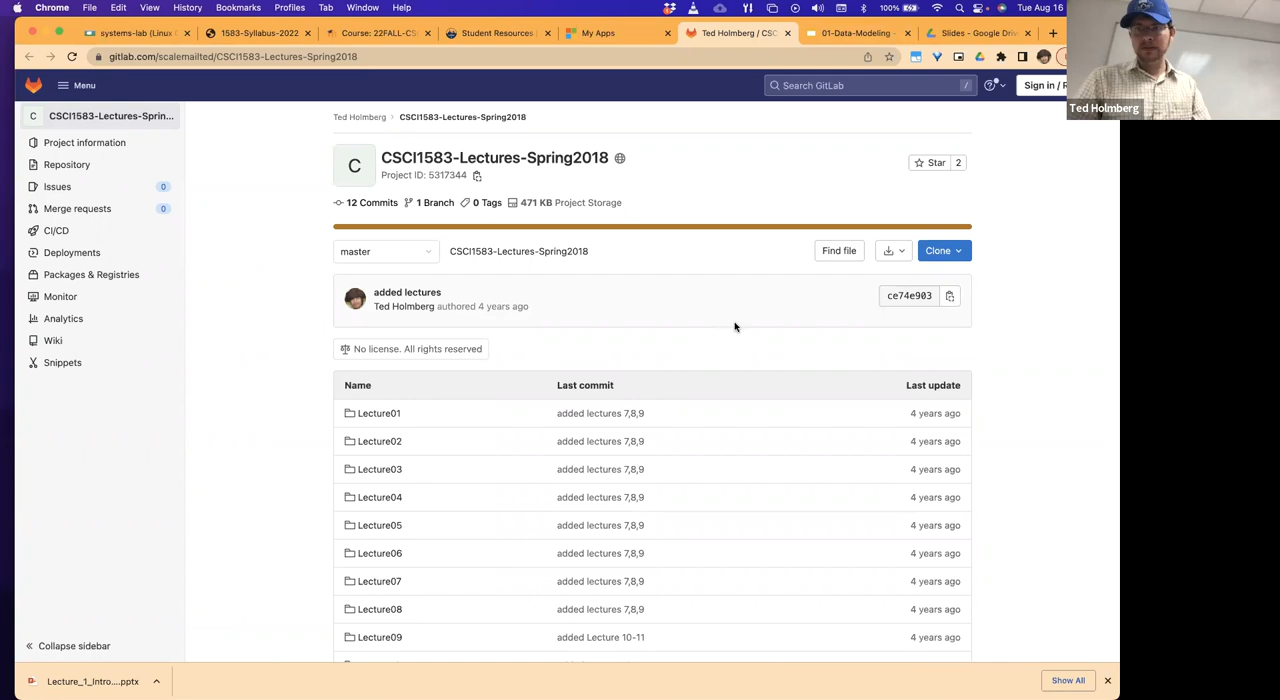 Chrome File Edit View History Bookmarks Profiles Tab Window Help 100% Tue Aug 16
systems-lab (Linux 1583-Syllabus-2022 Course: 22FALL-CS Student Resources My Apps Ted Holmberg / CSC 01-Data-Modeling - Slides - Google Driv
gitlab.com/scalemailted/CSCI1583-Lectures-Spring2018
Menu Search GitLab / Sign in / R
Ted Holmberg
C CSCI1583-Lectures-Sprin...
Project information
Repository
Issues 0
Merge requests 0
CI/CD
Deployments
Packages & Registries
Monitor
Analytics
Wiki
Snippets
Collapse sidebar
Ted Holmberg › CSCI1583-Lectures-Spring2018
C
CSCI1583-Lectures-Spring2018
Project ID: 5317344
Star 2
12 Commits 1 Branch 0 Tags 471 KB Project Storage
master CSCI1583-Lectures-Spring2018 Find file Clone
added lectures
Ted Holmberg authored 4 years ago
ce74e903
No license. All rights reserved
Name Last commit Last update
Lecture01 added lectures 7,8,9 4 years ago
Lecture02 added lectures 7,8,9 4 years ago
Lecture03 added lectures 7,8,9 4 years ago
Lecture04 added lectures 7,8,9 4 years ago
Lecture05 added lectures 7,8,9 4 years ago
Lecture06 added lectures 7,8,9 4 years ago
Lecture07 added lectures 7,8,9 4 years ago
Lecture08 added lectures 7,8,9 4 years ago
Lecture09 added Lecture 10-11 4 years ago
Lecture_1_Intro....pptx Show All